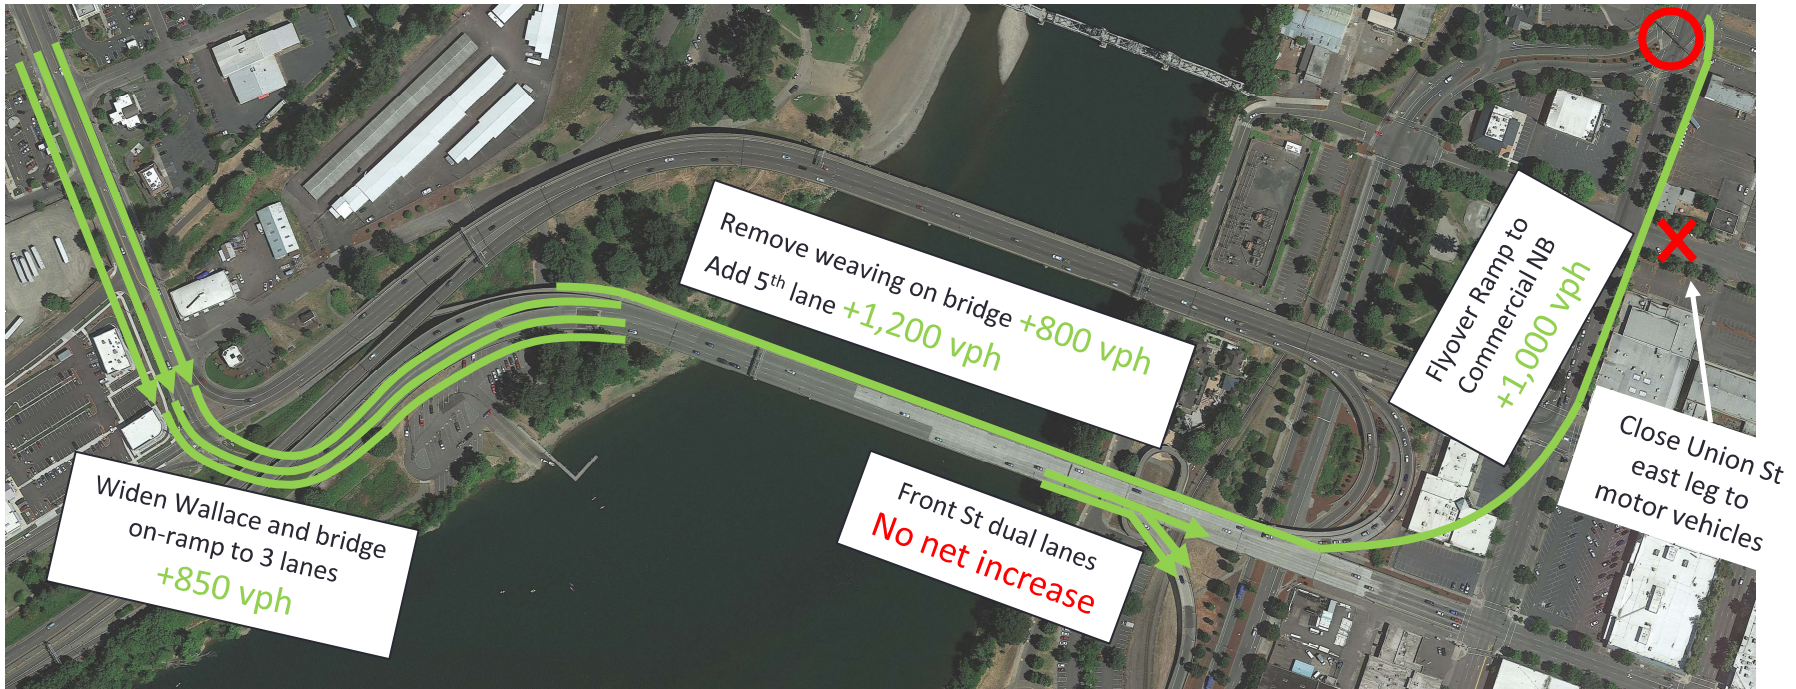 Remove weaving on bridge +800 vph
Add 5th lane +1,200 vph
Flyover Ramp to
Commercial NB
+1,000 vph
Close Union St
east leg to
motor vehicles
Front St dual lanes
No net increase
Widen Wallace and bridge
on-ramp to 3 lanes
+850 vph